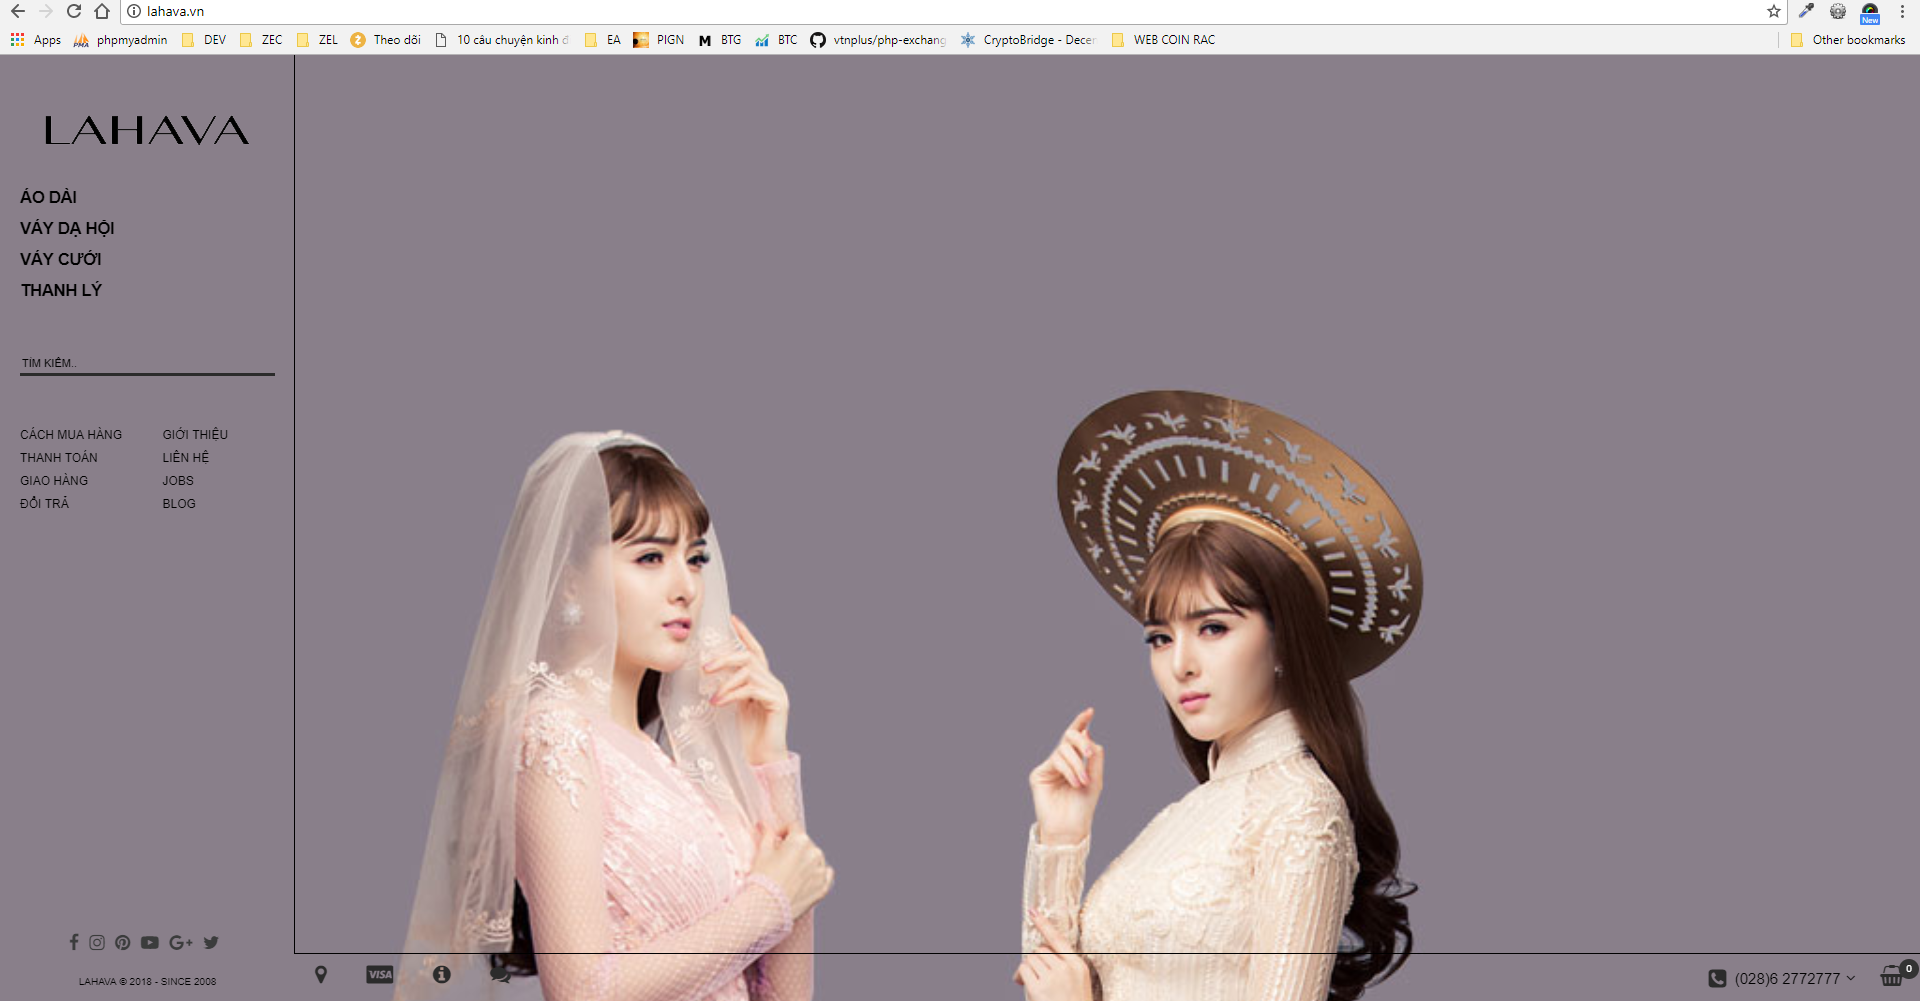 lahava.vn
Apps phpmyadmin DEV ZEC ZEL Theo dõi 10 câu chuyện kinh EA PIGN BTG BTC vtnplus/php-exchang CryptoBridge - Decen WEB COIN RAC Other bookmarks
New
LAHAVA
ÁO DÀI
VÁY DẠ HỘI
VÁY CƯỚI
THANH LÝ
TÌM KIẾM..
CÁCH MUA HÀNG
THANH TOÁN
GIAO HÀNG
ĐỔI TRẢ
GIỚI THIỆU
LIÊN HỆ
JOBS
BLOG
LAHAVA © 2018 - SINCE 2008
VISA
(028)6 2772777
0